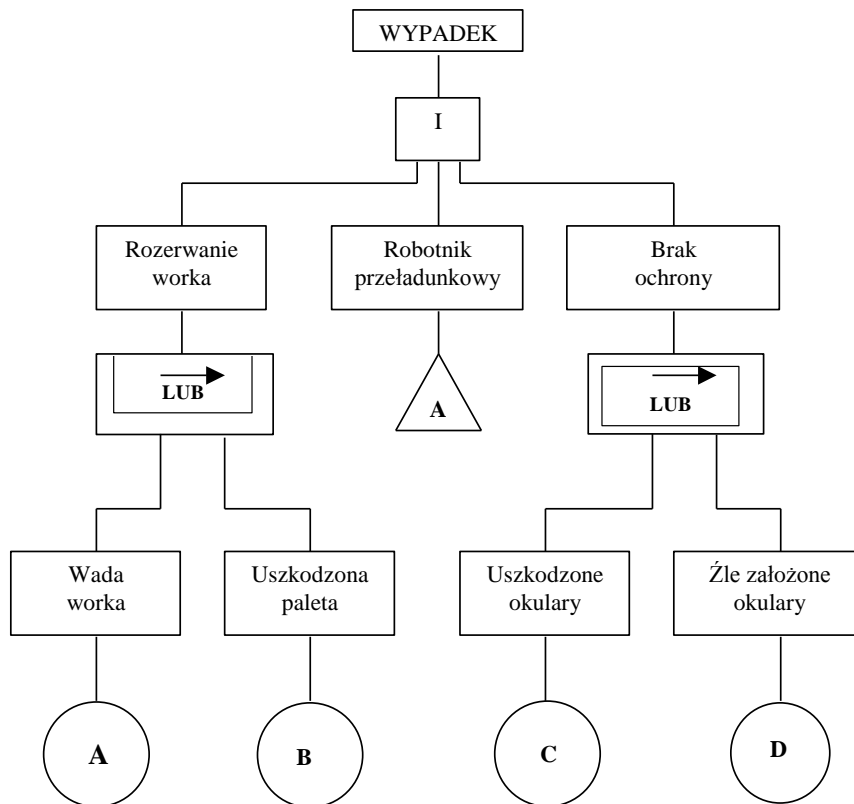 WYPADEK
I
Rozerwanie
worka
Robotnik
przeładunkowy
Brak
ochrony
LUB
A
LUB
Wada
worka
Uszkodzona
paleta
Uszkodzone
okulary
Źle założone
okulary
A
B
C
D